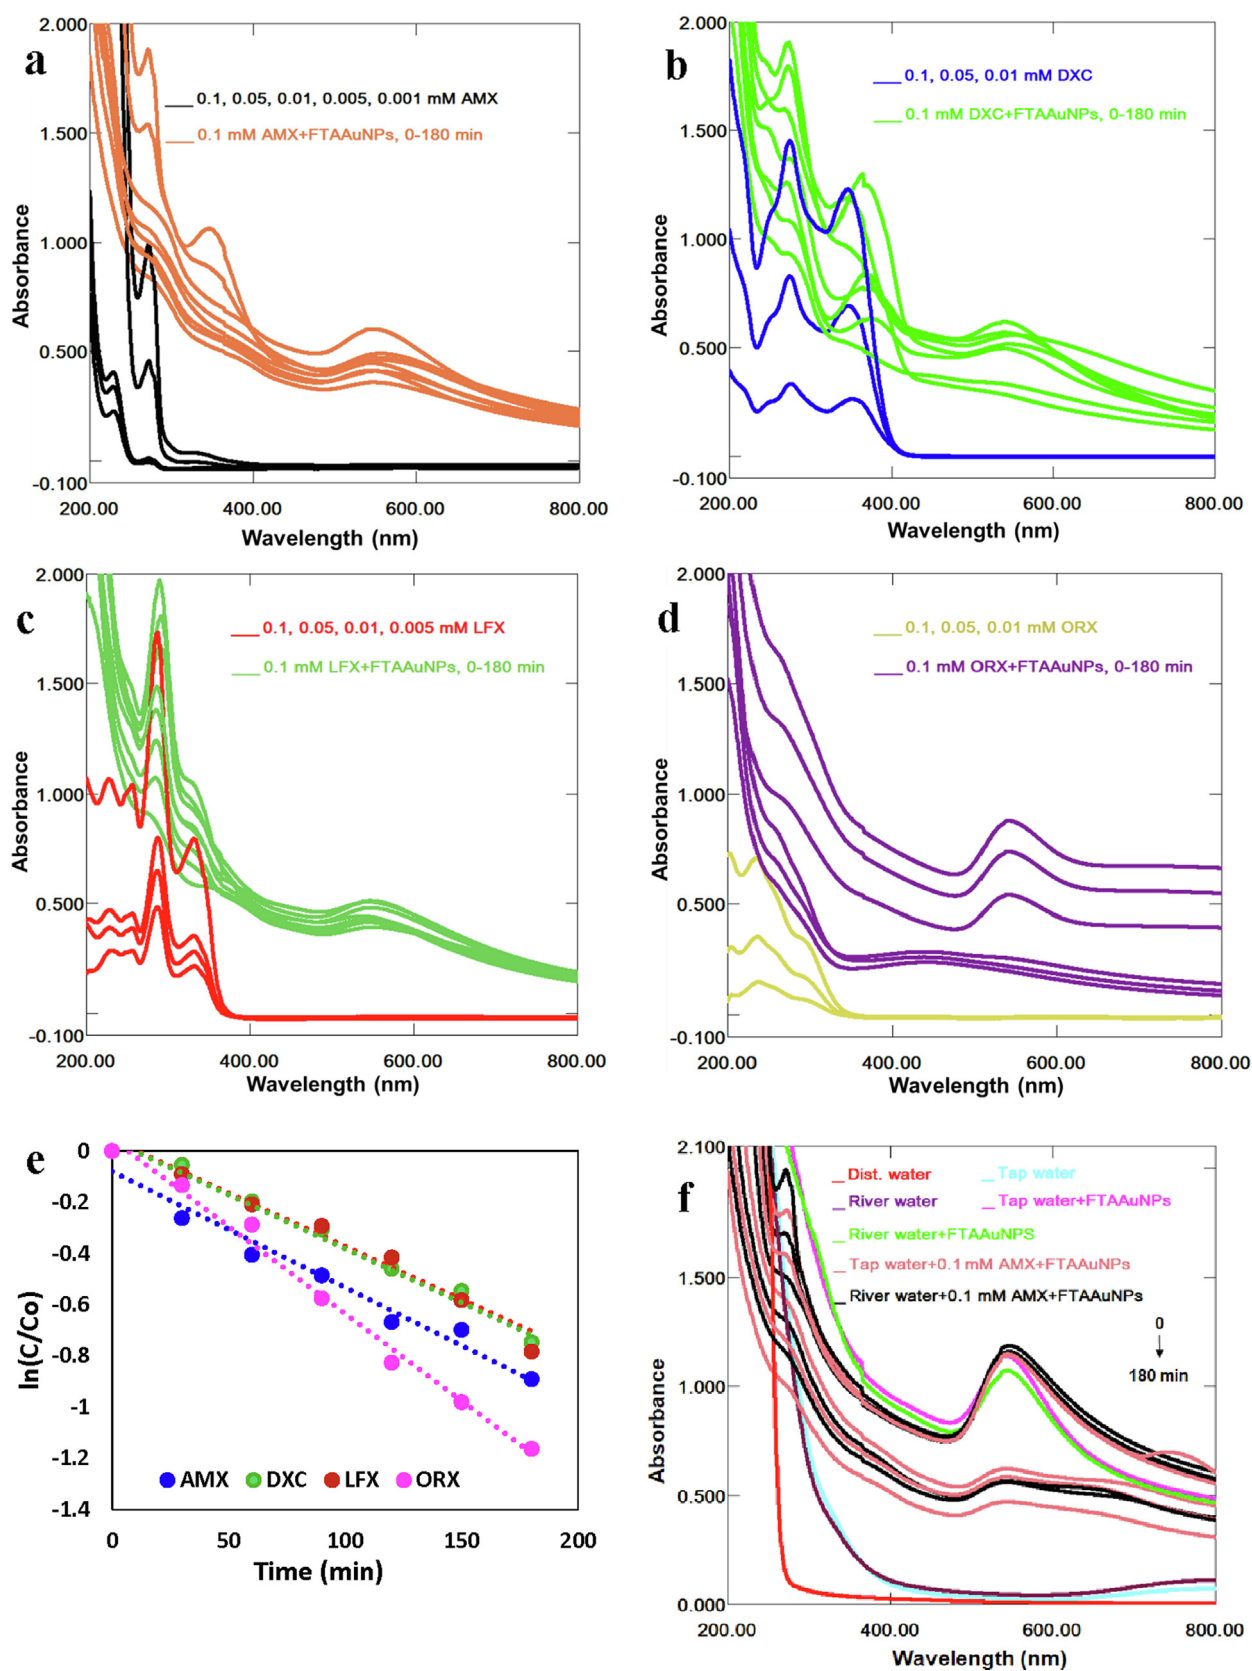 a
2.000
1.500
1.000
0.500
-0.100
200.00 400.00 600.00 800.00
Absorbance
Wavelength (nm)
0.1, 0.05, 0.01, 0.005, 0.001 mM AMX
0.1 mM AMX+FTAAuNPs, 0-180 min
b
2.000
1.500
1.000
0.500
-0.100
200.00 400.00 600.00 800.00
Absorbance
Wavelength (nm)
0.1, 0.05, 0.01 mM DXC
0.1 mM DXC+FTAAuNPs, 0-180 min
c
2.000
1.500
1.000
0.500
-0.100
200.00 400.00 600.00 800.00
Absorbance
Wavelength (nm)
0.1, 0.05, 0.01, 0.005 mM LFX
0.1 mM LFX+FTAAuNPs, 0-180 min
d
2.000
1.500
1.000
0.500
-0.100
200.00 400.00 600.00 800.00
Absorbance
Wavelength (nm)
0.1, 0.05, 0.01 mM ORX
0.1 mM ORX+FTAAuNPs, 0-180 min
e
0
-0.2
-0.4
-0.6
-0.8
-1
-1.2
-1.4
0 50 100 150 200
ln(C/Co)
Time (min)
AMX DXC LFX ORX
f
2.100
1.500
1.000
0.500
0.000
200.00 400.00 600.00 800.00
Absorbance
Wavelength (nm)
Dist. water Tap water
River water Tap water+FTAAuNPs
River water+FTAAuNPS
Tap water+0.1 mM AMX+FTAAuNPs
River water+0.1 mM AMX+FTAAuNPs
0
180 min